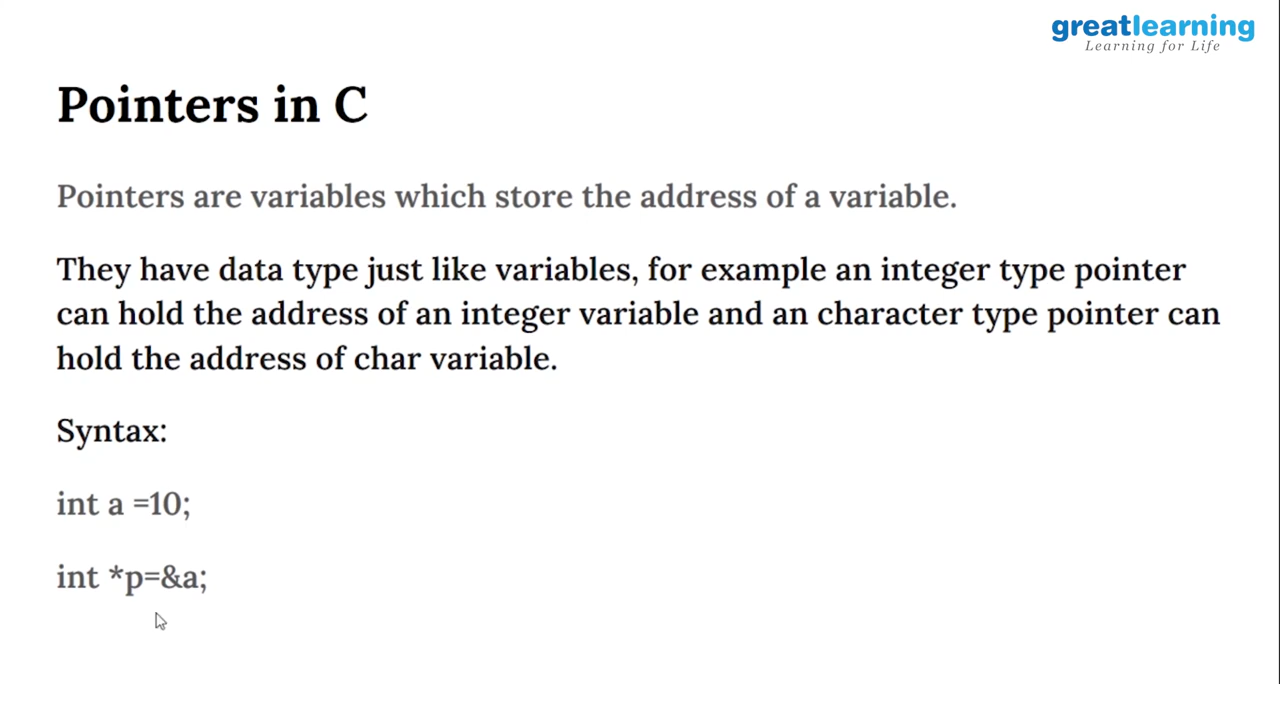 greatlearning
Learning for Life
Pointers in C
Pointers are variables which store the address of a variable.
They have data type just like variables, for example an integer type pointer
can hold the address of an integer variable and an character type pointer can
hold the address of char variable.
Syntax:
int a =10;
int *p=&a;